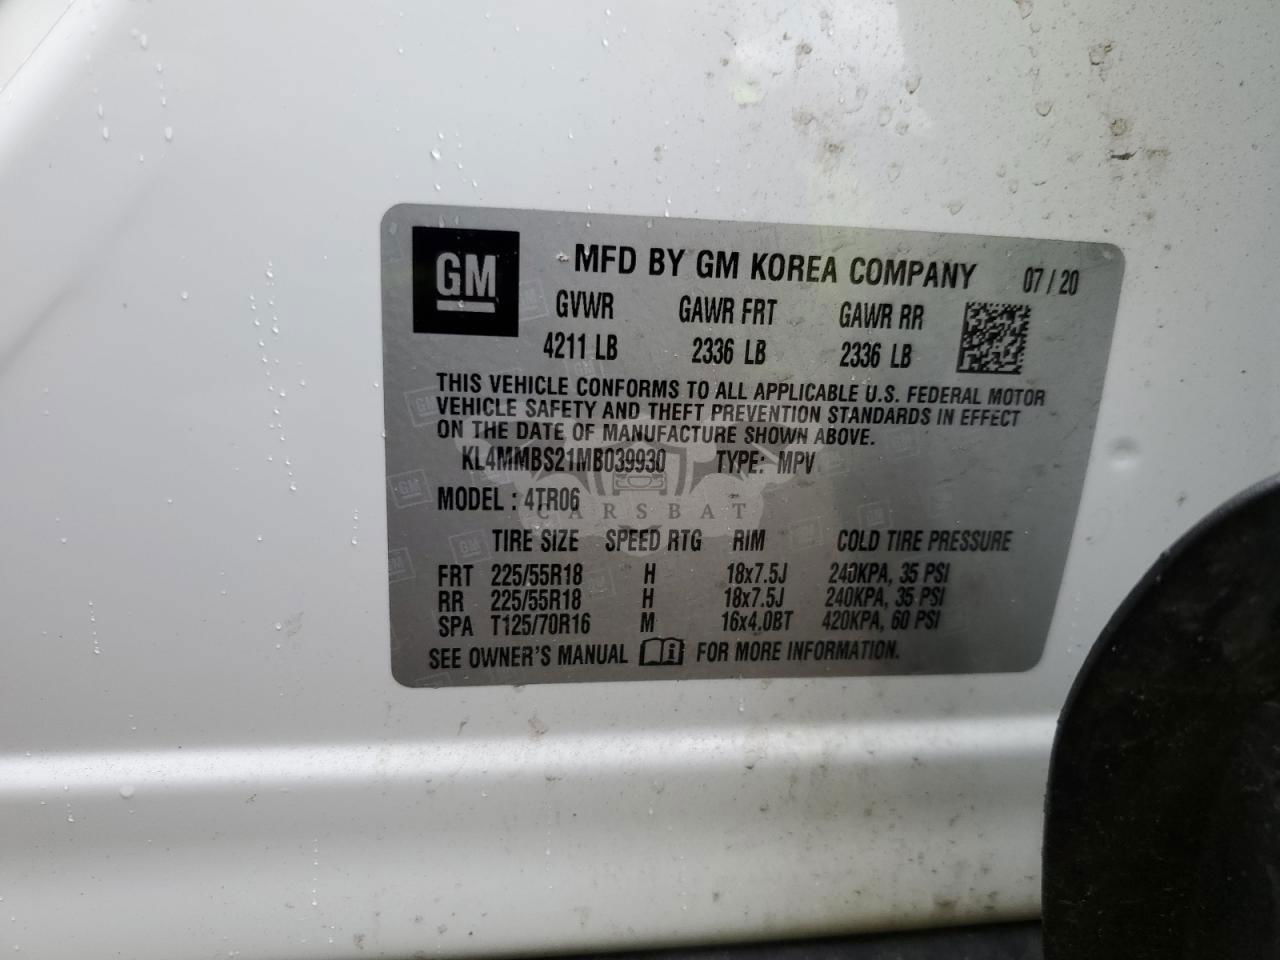 GM MFD BY GM KOREA COMPANY 07 / 20
GVWR GAWR FRT GAWR RR
4211 LB 2336 LB 2336 LB
THIS VEHICLE CONFORMS TO ALL APPLICABLE U.S. FEDERAL MOTOR
VEHICLE SAFETY AND THEFT PREVENTION STANDARDS IN EFFECT
ON THE DATE OF MANUFACTURE SHOWN ABOVE.
KL4MMBS21MB039930 TYPE: MPV
MODEL : 4TR06
CARSBAT
TIRE SIZE SPEED RTG RIM COLD TIRE PRESSURE
FRT 225/55R18 H 18x7.5J 240KPA, 35 PSI
RR 225/55R18 H 18x7.5J 240KPA, 35 PSI
SPA T125/70R16 M 16x4.0BT 420KPA, 60 PSI
SEE OWNER'S MANUAL i FOR MORE INFORMATION.